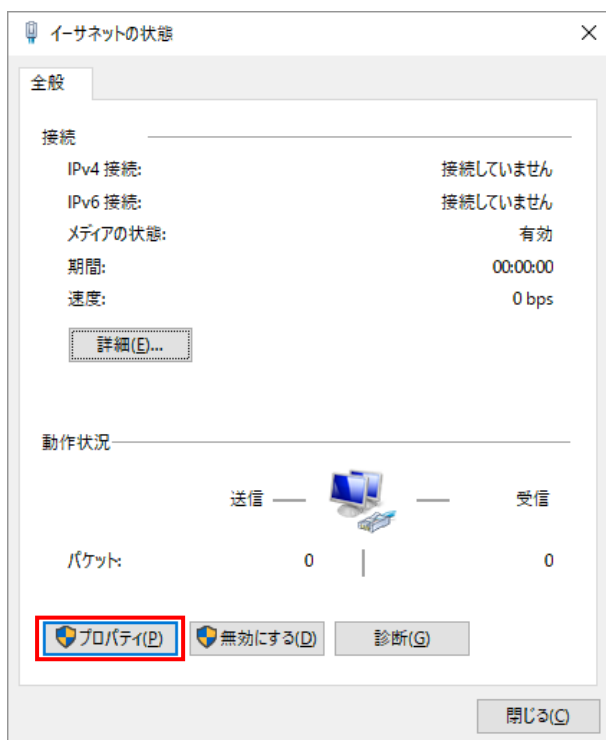 イーサネットの状態
全般
接続
IPv4 接続: 接続していません
IPv6 接続: 接続していません
メディアの状態: 有効
期間: 00:00:00
速度: 0 bps
詳細(E)...
動作状況
送信 受信
パケット: 0 0
プロパティ(P) 無効にする(D) 診断(G)
閉じる(C)